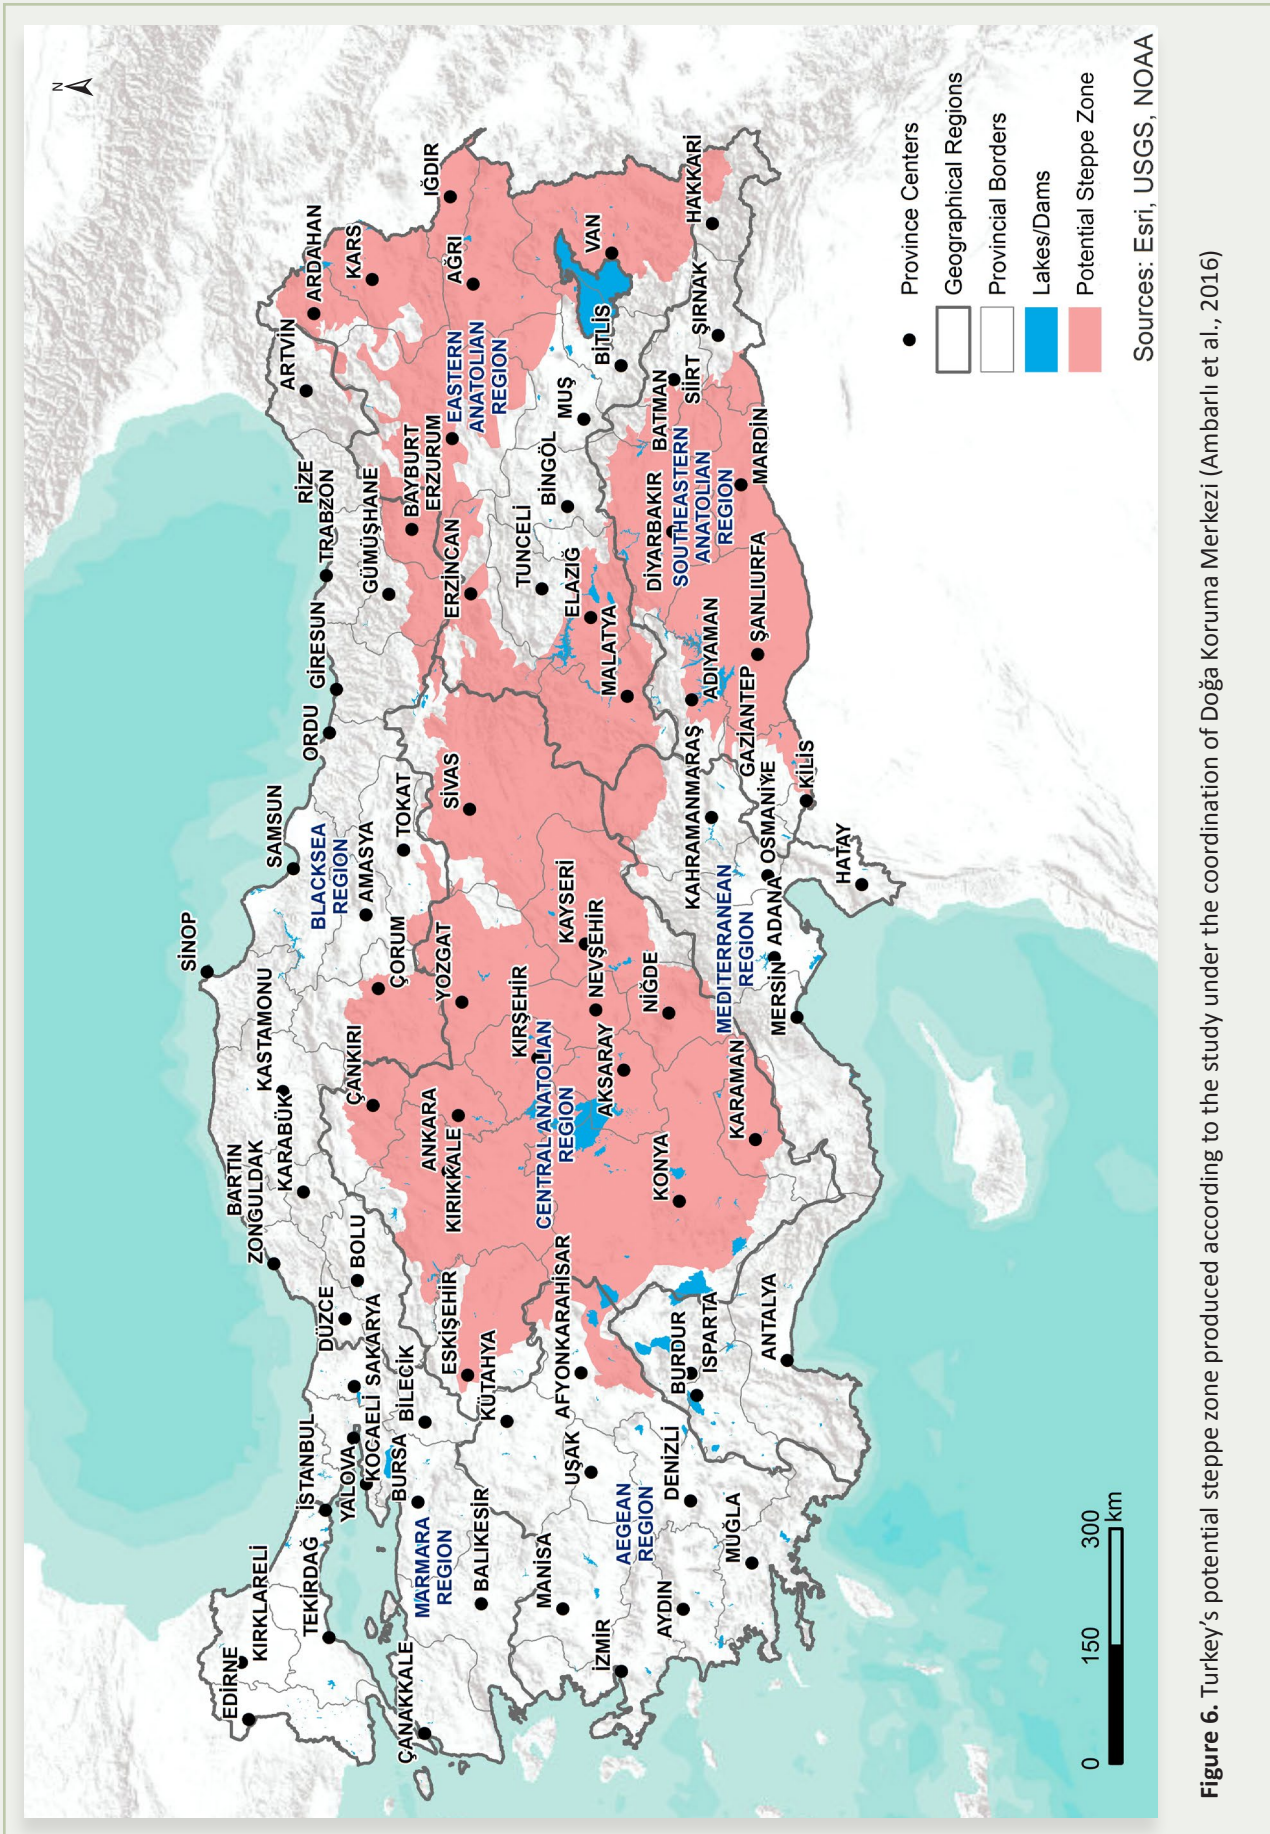 N
EDİRNE
KIRKLARELİ
TEKİRDAĞ
İSTANBUL
YALOVA
KOCAELİ
SAKARYA
DÜZCE
BOLU
ZONGULDAK
BARTIN
KARABÜK
KASTAMONU
SİNOP
SAMSUN
BLACKSEA
REGION
AMASYA
TOKAT
ÇORUM
ÇANKIRI
ORDU
GİRESUN
TRABZON
RİZE
GÜMÜŞHANE
BAYBURT
ARTVİN
ARDAHAN
KARS
IĞDIR
AĞRI
ERZURUM
ERZİNCAN
EASTERN
ANATOLIAN
REGION
ÇANAKKALE
BURSA
BİLECİK
MARMARA
REGION
BALIKESİR
KÜTAHYA
ESKİŞEHİR
ANKARA
KIRIKKALE
YOZGAT
SİVAS
KIRŞEHİR
CENTRAL ANATOLIAN
REGION
KAYSERİ
NEVŞEHİR
AKSARAY
NİĞDE
KONYA
KARAMAN
TUNCELİ
BİNGÖL
MUŞ
BİTLİS
VAN
HAKKARİ
ŞIRNAK
SİİRT
BATMAN
ELAZIĞ
MALATYA
DİYARBAKIR
SOUTHEASTERN
ANATOLIAN
REGION
MARDİN
ŞANLIURFA
ADIYAMAN
GAZİANTEP
KİLİS
KAHRAMANMARAŞ
OSMANİYE
HATAY
ADANA
MERSİN
MEDITERRANEAN
REGION
MANİSA
UŞAK
AFYONKARAHİSAR
İZMİR
AEGEAN
REGION
AYDIN
DENİZLİ
MUĞLA
BURDUR
ISPARTA
ANTALYA
0 150 300
km
Province Centers
Geographical Regions
Provincial Borders
Lakes/Dams
Potential Steppe Zone
Sources: Esri, USGS, NOAA
Figure 6. Turkey's potential steppe zone produced according to the study under the coordination of Doğa Koruma Merkezi (Ambarlı et al., 2016)